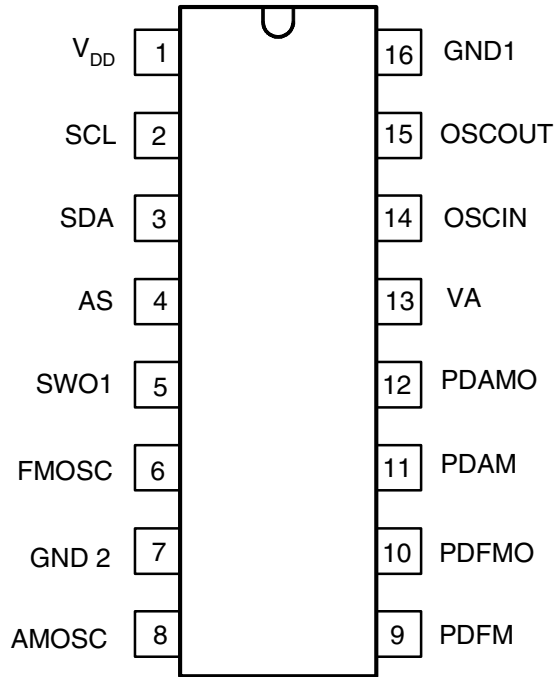 V_DD 1 16 GND1
SCL 2 15 OSCOUT
SDA 3 14 OSCIN
AS 4 13 VA
SWO1 5 12 PDAMO
FMOSC 6 11 PDAM
GND 2 7 10 PDFMO
AMOSC 8 9 PDFM